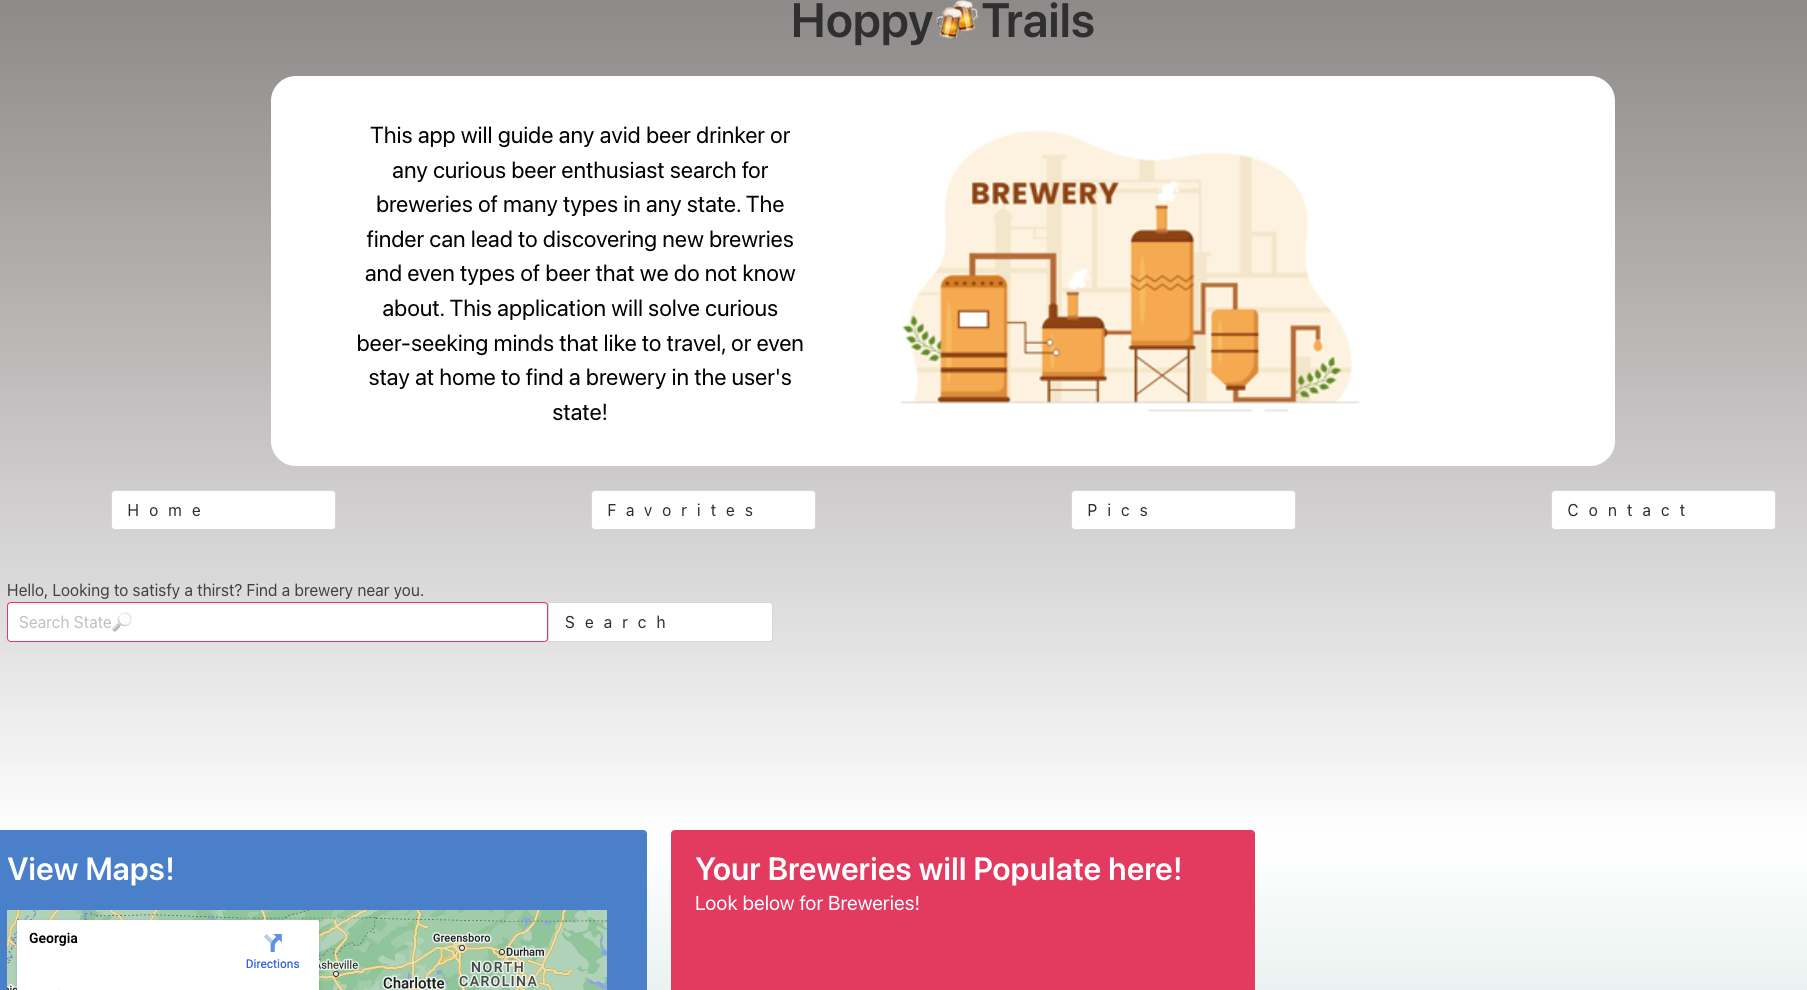 Hoppy🍻Trails
This app will guide any avid beer drinker or
any curious beer enthusiast search for
breweries of many types in any state. The
finder can lead to discovering new brewries
and even types of beer that we do not know
about. This application will solve curious
beer-seeking minds that like to travel, or even
stay at home to find a brewery in the user's
state!
BREWERY
Home
Favorites
Pics
Contact
Hello, Looking to satisfy a thirst? Find a brewery near you.
Search State🔎
Search
View Maps!
Georgia
Directions
Greensboro
Durham
Asheville
NORTH
CAROLINA
Charlotte
Your Breweries will Populate here!
Look below for Breweries!